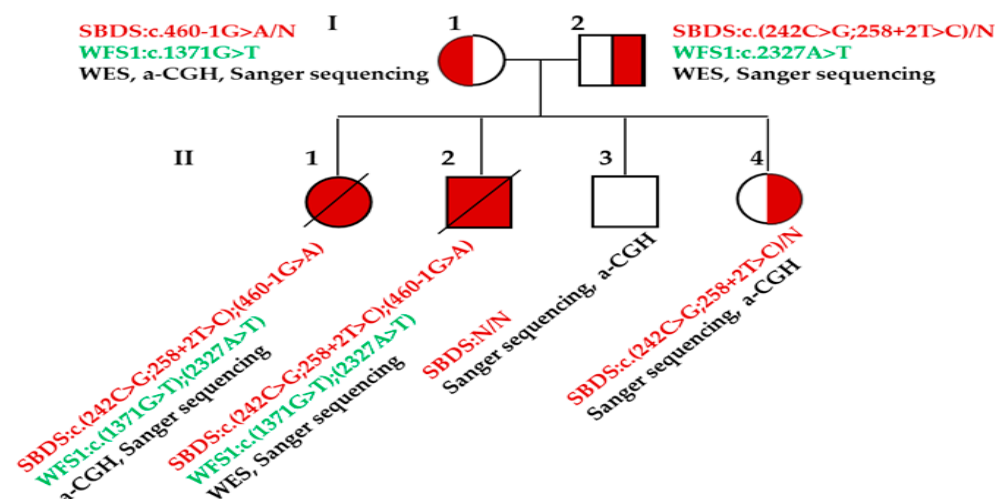 SBDS:c.460-1G>A/N
WFS1:c.1371G>T
WES, a-CGH, Sanger sequencing
I
1
2
SBDS:c.(242C>G;258+2T>C)/N
WFS1:c.2327A>T
WES, Sanger sequencing
II
1
2
3
4
SBDS:c.(242C>G;258+2T>C);(460-1G>A)
WFS1:c.(1371G>T);(2327A>T)
a-CGH, Sanger sequencing
SBDS:c.(242C>G;258+2T>C);(460-1G>A)
WFS1:c.(1371G>T);(2327A>T)
WES, Sanger sequencing
SBDS:N/N
Sanger sequencing, a-CGH
SBDS:c.(242C>G;258+2T>C)/N
Sanger sequencing, a-CGH